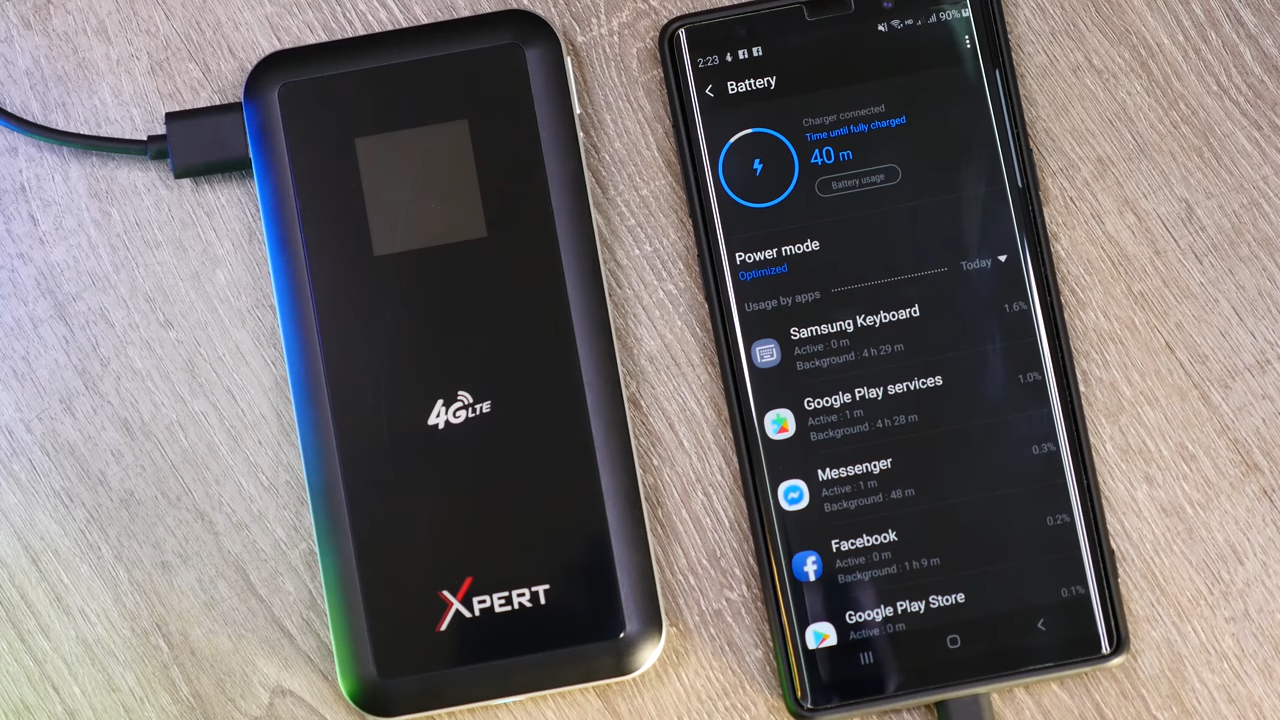 4G LTE
XPERT
2:23
HD
90%
Battery
Charger connected
Time until fully charged
40 m
Battery usage
Power mode
Optimized
Usage by apps
Today
Samsung Keyboard
1.6%
Active : 0 m
Background : 4 h 29 m
Google Play services
1.0%
Active : 1 m
Background : 4 h 28 m
Messenger
0.3%
Active : 1 m
Background : 48 m
Facebook
0.2%
Active : 0 m
Background : 1 h 9 m
Google Play Store
0.1%
Active : 0 m